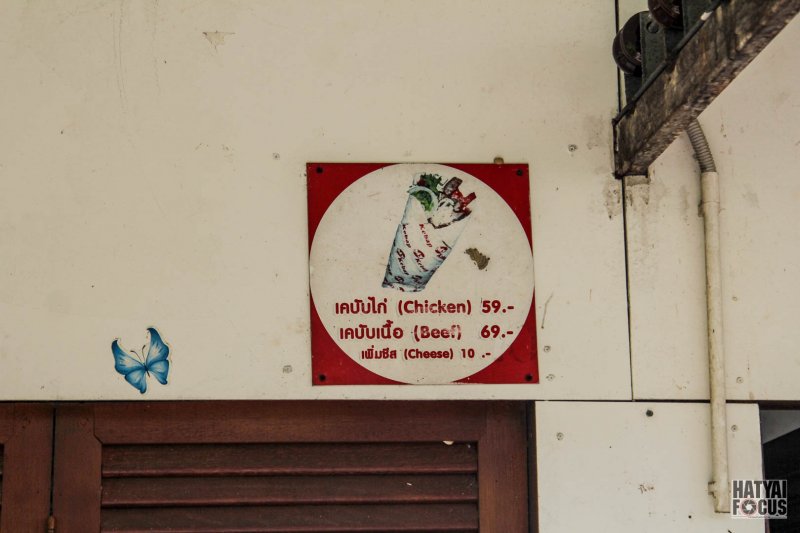 เคบับไก่ (Chicken) 59.-
เคบับเนื้อ (Beef) 69.-
เพิ่มชีส (Cheese) 10 .-
HATYAI
FOCUS